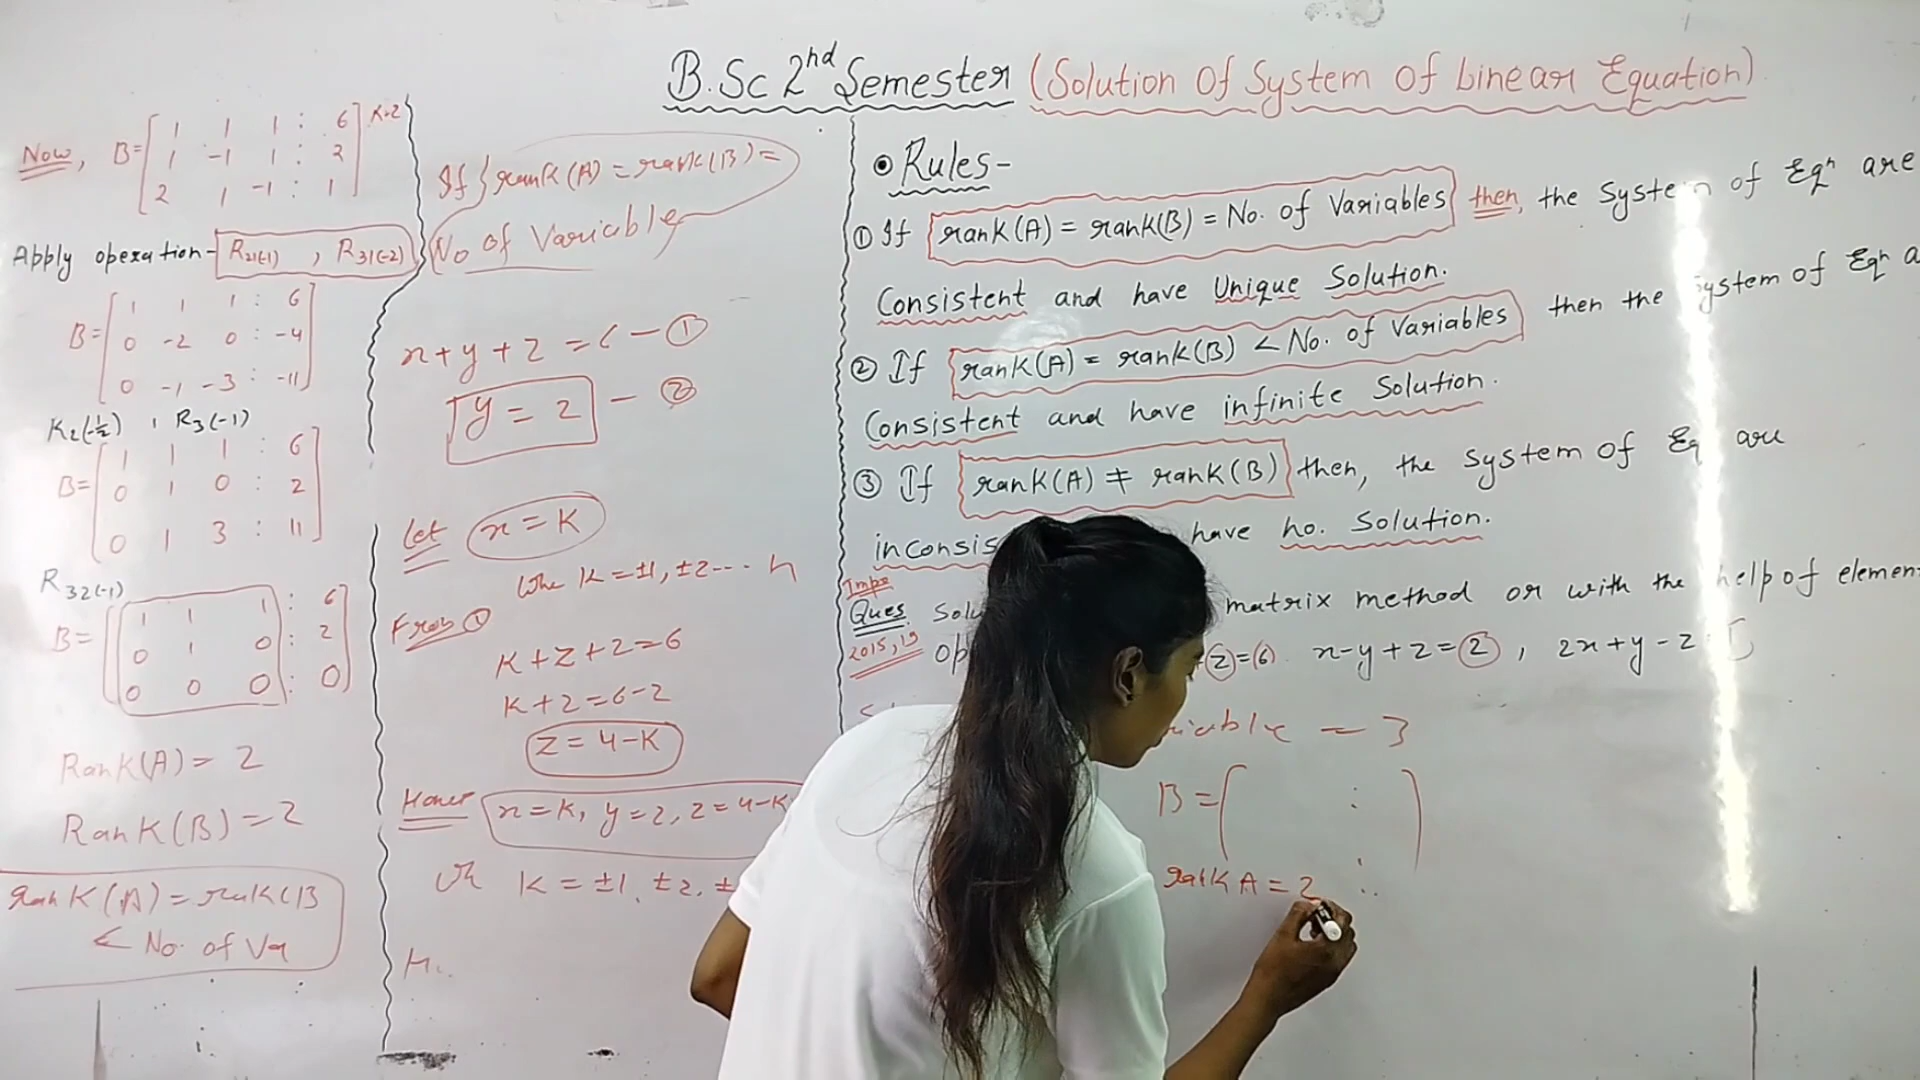 B.Sc 2nd Semester (Solution Of System of Linear Equation)
Now, B=[1 1 1 : 6
1 -1 1 : 2
2 1 -1 : 1]
Apply operation- R21(-1) , R31(-2)
B=[1 1 1 : 6
0 -2 0 : -4
0 -1 -3 : -11]
R2(-1/2) , R3(-1)
B=[1 1 1 : 6
0 1 0 : 2
0 1 3 : 11]
R32(-1)
B=[1 1 1 : 6
0 1 0 : 2
0 0 0 : 0]
Rank(A) = 2
Rank(B) = 2
rank(A) = rank(B
< No. of Va
If rank(A) = rank(B) =
No of Variable
x+y+z = 6 – ①
y = 2 – ②
Let x = K
K = ±1, ±2 --- n
From ①
K+z+2=6
K+z=6-2
z = 4-K
x=K, y=2, z=4-K
K = ±1, ±2, ±
• Rules-
① If rank(A) = rank(B) = No. of Variables then, the System of Eqn are
Consistent and have Unique Solution.
② If rank(A) = rank(B) < No. of Variables then the System of Eqn a
Consistent and have infinite Solution.
③ If rank(A) ≠ rank(B) then, the System of Eq are
inconsis have no. Solution.
Imp
Ques Solu matrix method or with the help of elemen
2015,19 op z=6 x-y+z=2, 2x+y-z
riable = 3
B=[ : ]
rank A = 2